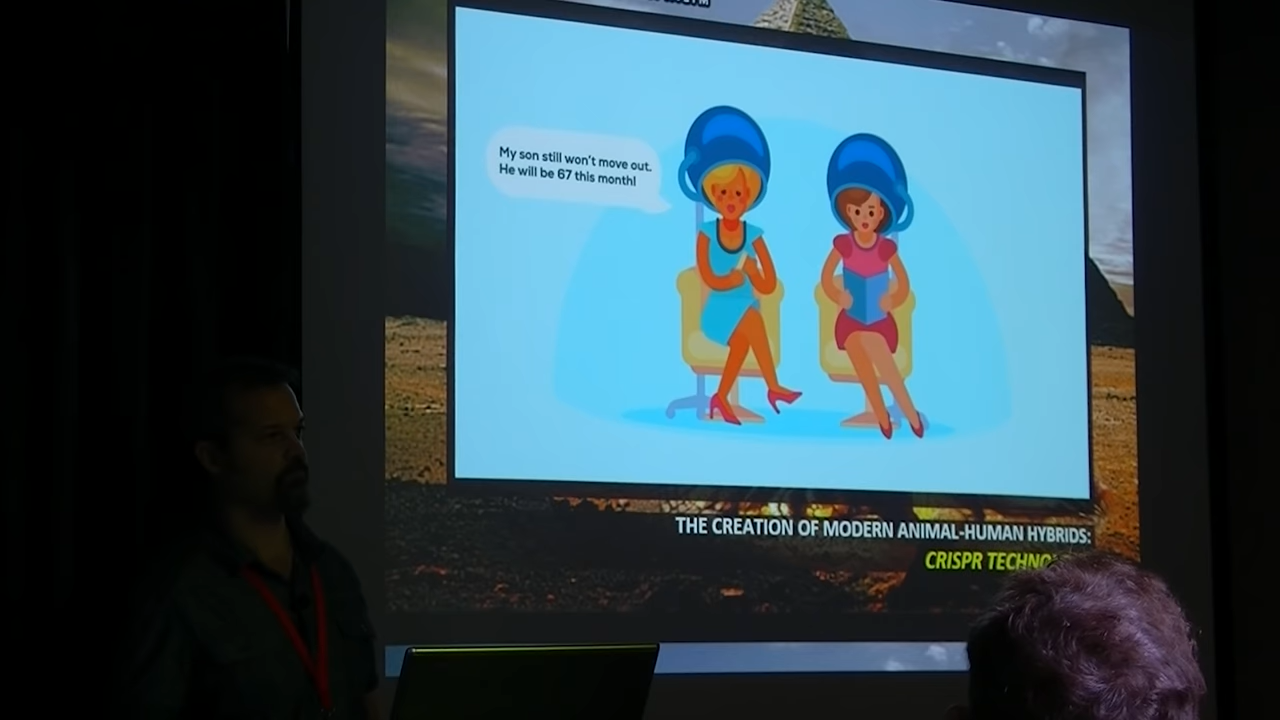 My son still won't move out.
He will be 67 this month!
THE CREATION OF MODERN ANIMAL-HUMAN HYBRIDS:
CRISPR